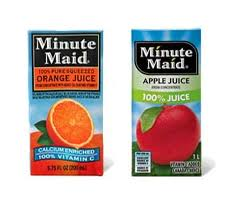 Minute
Maid
100% PURE SQUEEZED
ORANGE JUICE
CALCIUM ENRICHED
100% VITAMIN C
Minute
Maid
APPLE JUICE
FROM CONCENTRATE
100% JUICE
1 L